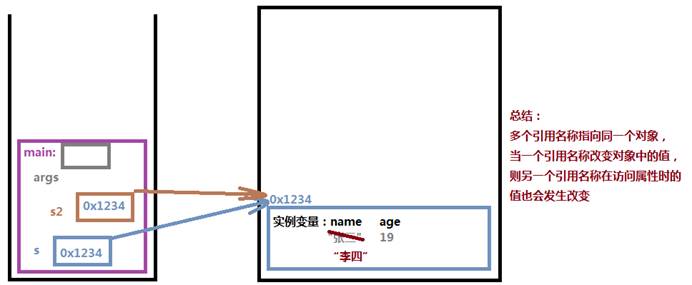 main:
args
s2 0x1234
s 0x1234
0x1234
实例变量：name age
"张三" 19
"李四"
总结：
多个引用名称指向同一个对象，
当一个引用名称改变对象中的值，
则另一个引用名称在访问属性时的
值也会发生改变